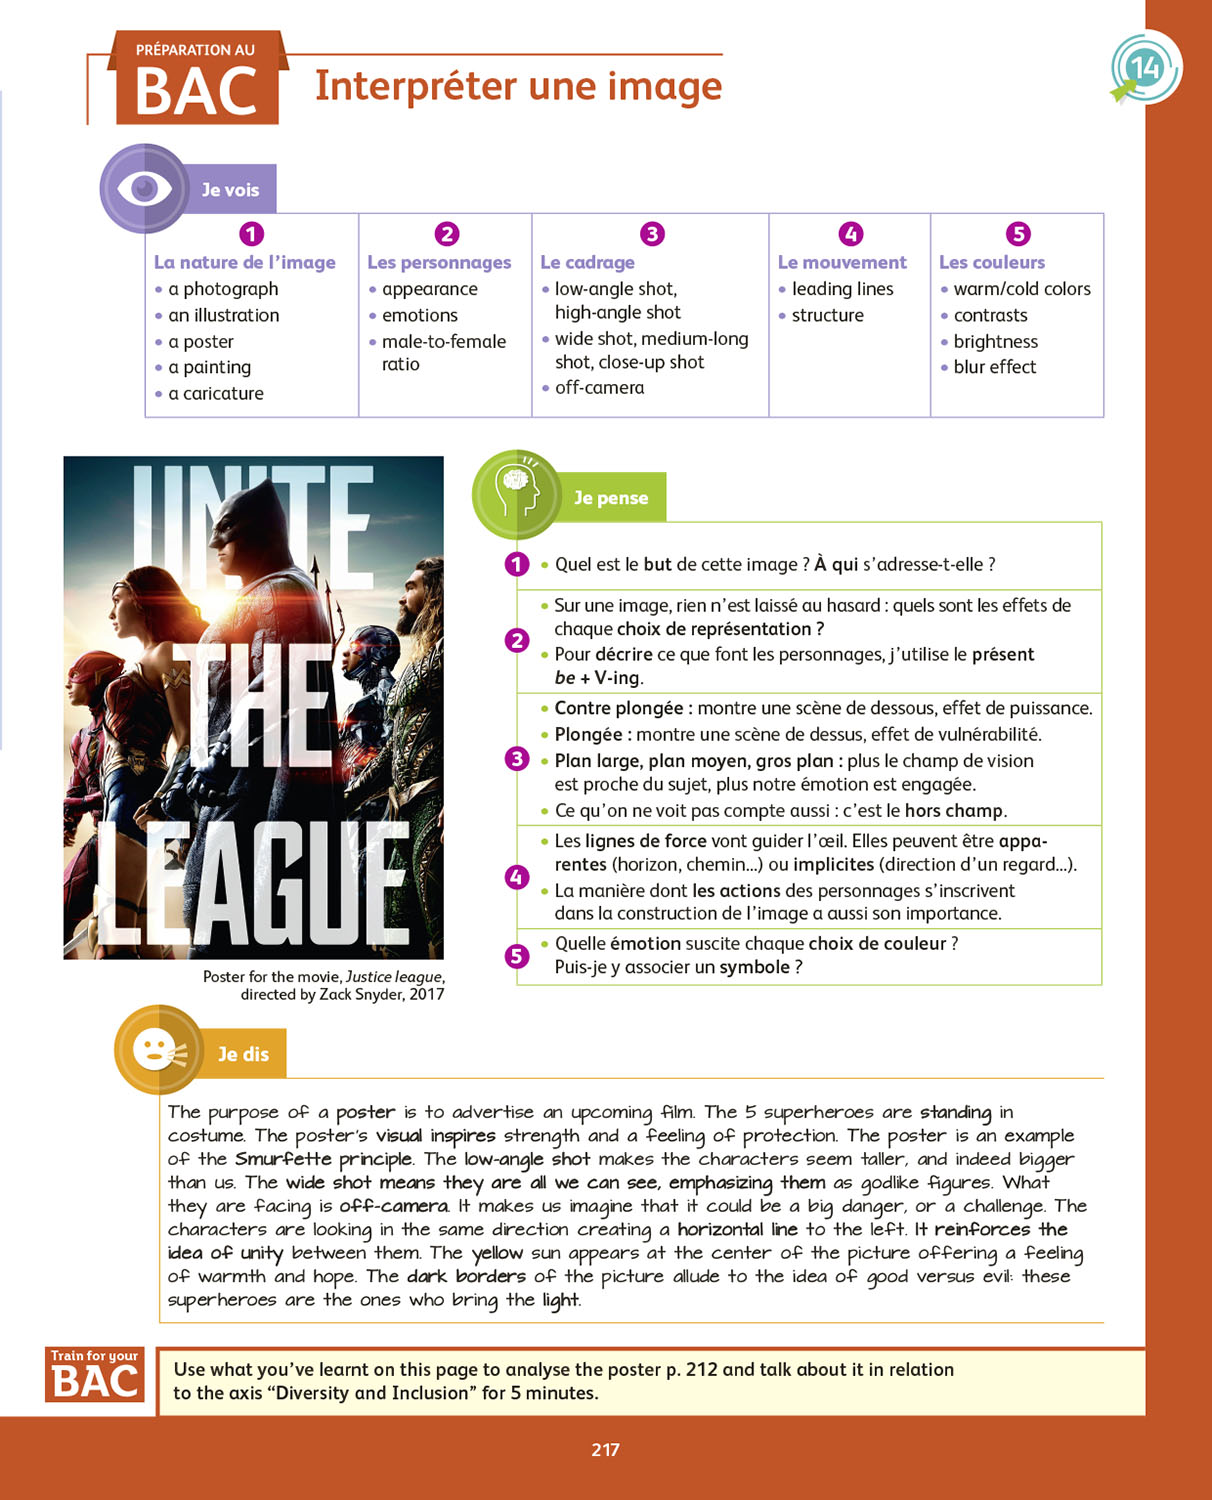 PRÉPARATION AU
BAC
Interpréter une image
14
Je vois
1
La nature de l'image
• a photograph
• an illustration
• a poster
• a painting
• a caricature
2
Les personnages
• appearance
• emotions
• male-to-female
ratio
3
Le cadrage
• low-angle shot,
high-angle shot
• wide shot, medium-long
shot, close-up shot
• off-camera
4
Le mouvement
• leading lines
• structure
5
Les couleurs
• warm/cold colors
• contrasts
• brightness
• blur effect
UNITE
THE
LEAGUE
Poster for the movie, Justice league,
directed by Zack Snyder, 2017
Je pense
1
• Quel est le but de cette image ? À qui s'adresse-t-elle ?
2
• Sur une image, rien n'est laissé au hasard : quels sont les effets de
chaque choix de représentation ?
• Pour décrire ce que font les personnages, j'utilise le présent
be + V-ing.
3
• Contre plongée : montre une scène de dessous, effet de puissance.
• Plongée : montre une scène de dessus, effet de vulnérabilité.
• Plan large, plan moyen, gros plan : plus le champ de vision
est proche du sujet, plus notre émotion est engagée.
• Ce qu'on ne voit pas compte aussi : c'est le hors champ.
4
• Les lignes de force vont guider l'œil. Elles peuvent être appa-
rentes (horizon, chemin...) ou implicites (direction d'un regard...).
• La manière dont les actions des personnages s'inscrivent
dans la construction de l'image a aussi son importance.
5
• Quelle émotion suscite chaque choix de couleur ?
Puis-je y associer un symbole ?
Je dis
The purpose of a poster is to advertise an upcoming film. The 5 superheroes are standing in
costume. The poster's visual inspires strength and a feeling of protection. The poster is an example
of the Smurfette principle. The low-angle shot makes the characters seem taller, and indeed bigger
than us. The wide shot means they are all we can see, emphasizing them as godlike figures. What
they are facing is off-camera. It makes us imagine that it could be a big danger, or a challenge. The
characters are looking in the same direction creating a horizontal line to the left. It reinforces the
idea of unity between them. The yellow sun appears at the center of the picture offering a feeling
of warmth and hope. The dark borders of the picture allude to the idea of good versus evil: these
superheroes are the ones who bring the light.
Train for your
BAC
Use what you've learnt on this page to analyse the poster p. 212 and talk about it in relation
to the axis “Diversity and Inclusion” for 5 minutes.
217